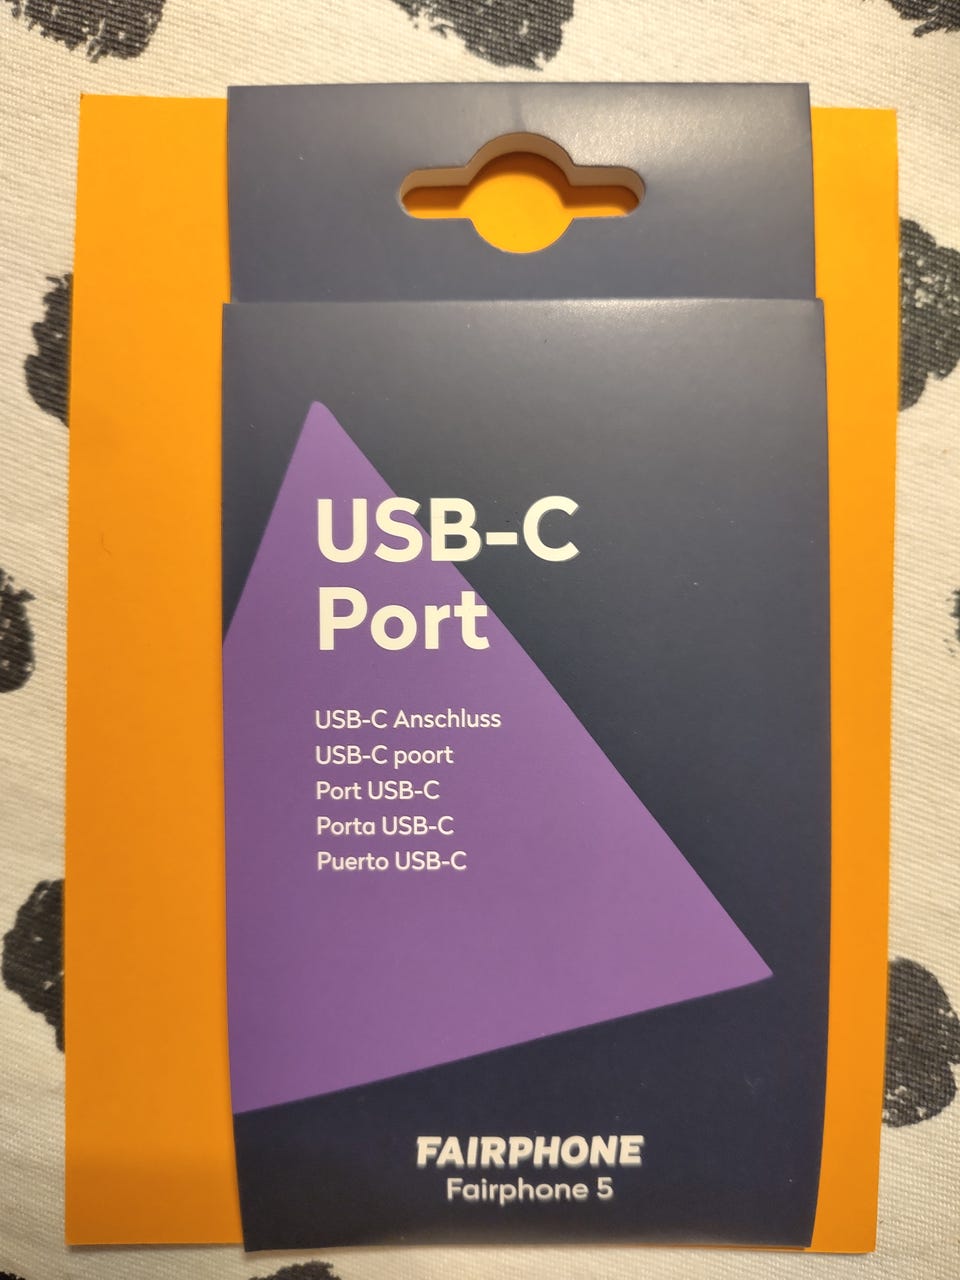 USB-C
Port
USB-C Anschluss
USB-C poort
Port USB-C
Porta USB-C
Puerto USB-C
FAIRPHONE
Fairphone 5